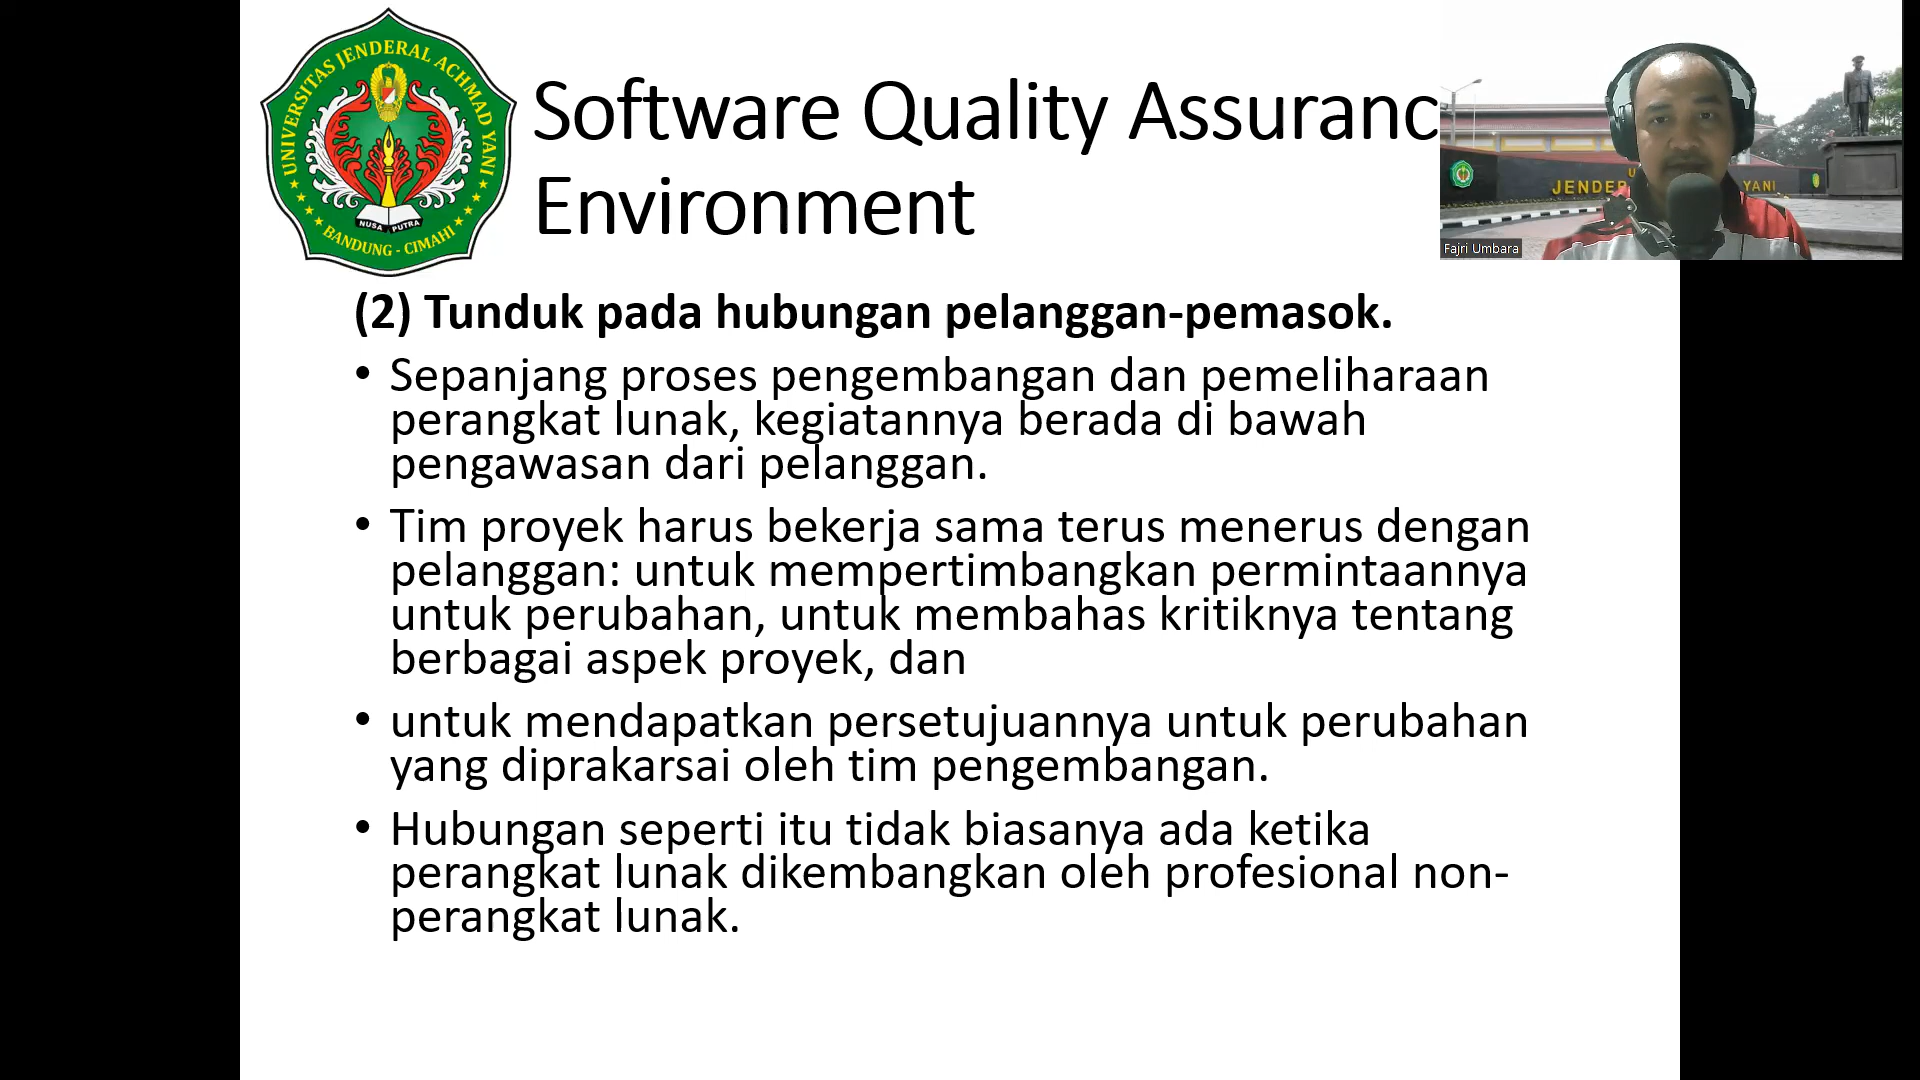 UNIVERSITAS JENDERAL ACHMAD YANI
NUSA PUTRA
BANDUNG - CIMAHI
Software Quality Assuranc
Environment
JENDER
YANI
Fajri Umbara
(2) Tunduk pada hubungan pelanggan-pemasok.
• Sepanjang proses pengembangan dan pemeliharaan
perangkat lunak, kegiatannya berada di bawah
pengawasan dari pelanggan.
• Tim proyek harus bekerja sama terus menerus dengan
pelanggan: untuk mempertimbangkan permintaannya
untuk perubahan, untuk membahas kritiknya tentang
berbagai aspek proyek, dan
• untuk mendapatkan persetujuannya untuk perubahan
yang diprakarsai oleh tim pengembangan.
• Hubungan seperti itu tidak biasanya ada ketika
perangkat lunak dikembangkan oleh profesional non-
perangkat lunak.